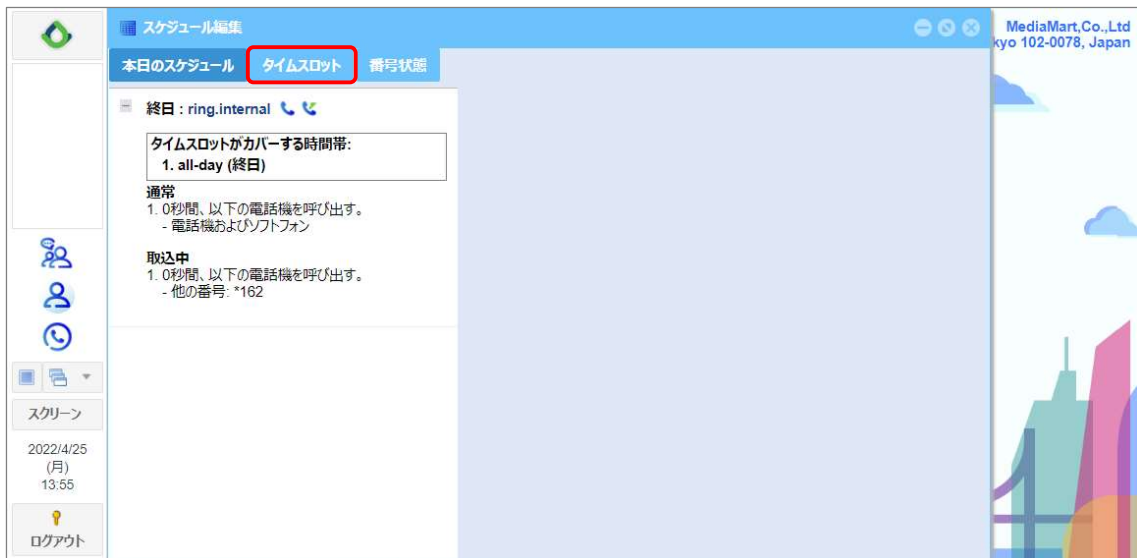 スケジュール編集
MediaMart,Co.,Ltd
kyo 102-0078, Japan
本日のスケジュール タイムスロット 番号状態
終日 : ring.internal
タイムスロットがカバーする時間帯:
1. all-day (終日)
通常
1. 0秒間、以下の電話機を呼び出す。
- 電話機およびソフトフォン
取込中
1. 0秒間、以下の電話機を呼び出す。
- 他の番号: *162
スクリーン
2022/4/25
(月)
13:55
ログアウト